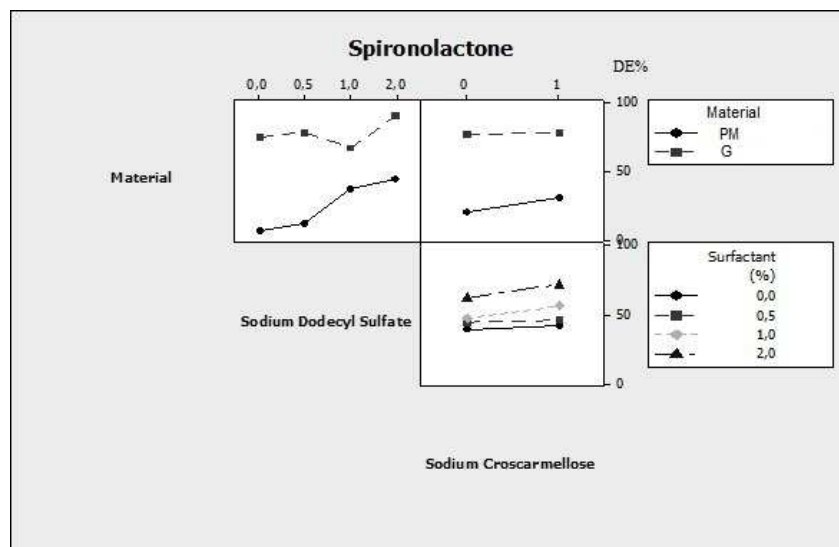 Spironolactone
DE%
0,0 0,5 1,0 2,0
0 1
100
50
0
Material
Material
PM
G
100
50
0
Sodium Dodecyl Sulfate
Surfactant
(%)
0,0
0,5
1,0
2,0
Sodium Croscarmellose